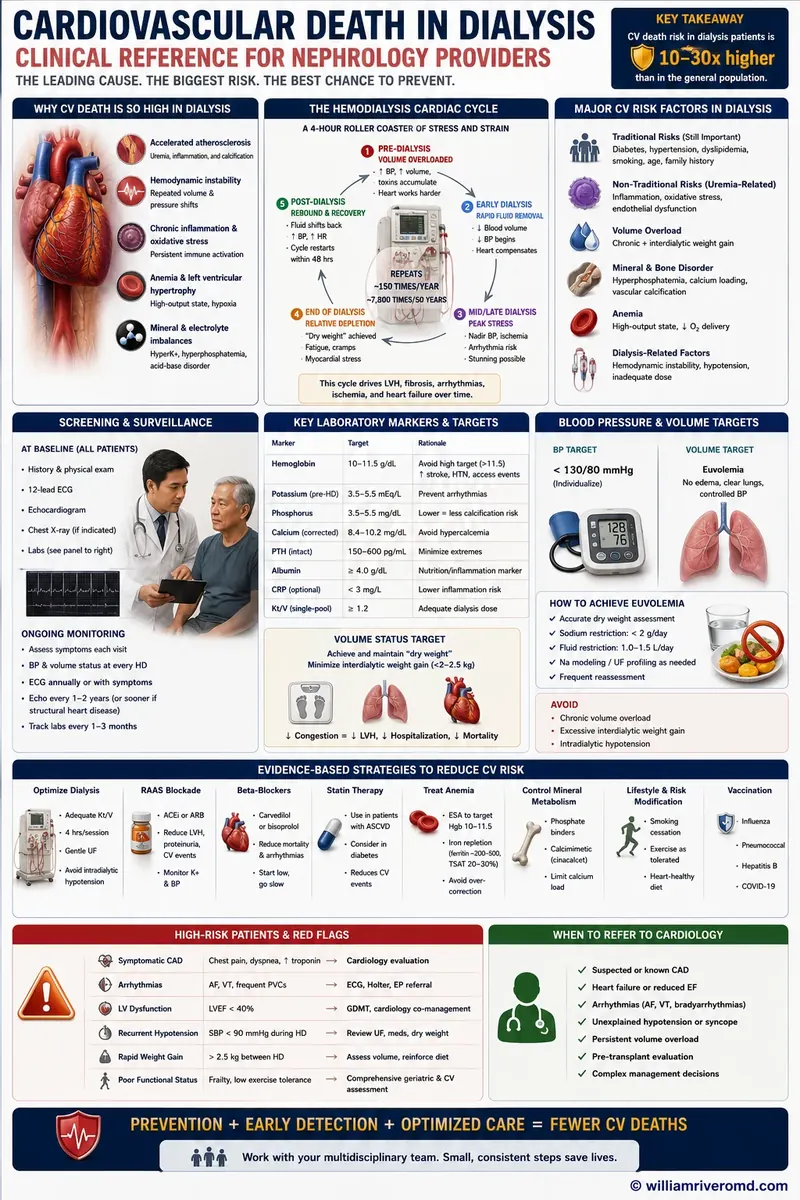 CARDIOVASCULAR DEATH IN DIALYSIS
CLINICAL REFERENCE FOR NEPHROLOGY PROVIDERS
THE LEADING CAUSE. THE BIGGEST RISK. THE BEST CHANCE TO PREVENT.
KEY TAKEAWAY
CV death risk in dialysis patients is
10–30x higher
than in the general population.
WHY CV DEATH IS SO HIGH IN DIALYSIS
Accelerated atherosclerosis
Uremia, inflammation, and calcification
Hemodynamic instability
Repeated volume &
pressure shifts
Chronic inflammation &
oxidative stress
Persistent immune activation
Anemia & left ventricular
hypertrophy
High-output state, hypoxia
Mineral & electrolyte
imbalances
HyperK+, hyperphosphatemia,
acid-base disorder
THE HEMODIALYSIS CARDIAC CYCLE
A 4-HOUR ROLLER COASTER OF STRESS AND STRAIN
1 PRE-DIALYSIS
VOLUME OVERLOADED
· ↑ BP, ↑ volume,
toxins accumulate
· Heart works harder
2 EARLY DIALYSIS
RAPID FLUID REMOVAL
· ↓ Blood volume
· ↓ BP begins
· Heart compensates
3 MID/LATE DIALYSIS
PEAK STRESS
· Nadir BP, ischemia
· Arrhythmia risk
· Stunning possible
4 END OF DIALYSIS
RELATIVE DEPLETION
· "Dry weight" achieved
· Fatigue, cramps
· Myocardial stress
5 POST-DIALYSIS
REBOUND & RECOVERY
· Fluid shifts back
· ↑ BP, ↑ HR
· Cycle restarts
within 48 hrs
REPEATS
~150 TIMES/YEAR
~7,800 TIMES/50 YEARS
This cycle drives LVH, fibrosis, arrhythmias,
ischemia, and heart failure over time.
MAJOR CV RISK FACTORS IN DIALYSIS
Traditional Risks (Still Important)
Diabetes, hypertension, dyslipidemia,
smoking, age, family history
Non-Traditional Risks (Uremia-Related)
Inflammation, oxidative stress,
endothelial dysfunction
Volume Overload
Chronic + interdialytic weight gain
Mineral & Bone Disorder
Hyperphosphatemia, calcium loading,
vascular calcification
Anemia
High-output state, ↓ O₂ delivery
Dialysis-Related Factors
Hemodynamic instability, hypotension,
inadequate dose
SCREENING & SURVEILLANCE
AT BASELINE (ALL PATIENTS)
• History & physical exam
• 12-lead ECG
• Echocardiogram
• Chest X-ray (if indicated)
• Labs (see panel to right)
ONGOING MONITORING
• Assess symptoms each visit
• BP & volume status at every HD
• ECG annually or with symptoms
• Echo every 1–2 years (or sooner if
structural heart disease)
• Track labs every 1–3 months
KEY LABORATORY MARKERS & TARGETS
Marker Target Rationale
Hemoglobin 10–11.5 g/dL Avoid high target (>11.5)
↑ stroke, HTN, access events
Potassium (pre-HD) 3.5–5.5 mEq/L Prevent arrhythmias
Phosphorus 3.5–5.5 mg/dL Lower = less calcification risk
Calcium (corrected) 8.4–10.2 mg/dL Avoid hypercalcemia
PTH (intact) 150–600 pg/mL Minimize extremes
Albumin ≥ 4.0 g/dL Nutrition/inflammation marker
CRP (optional) < 3 mg/L Lower inflammation risk
Kt/V (single-pool) ≥ 1.2 Adequate dialysis dose
VOLUME STATUS TARGET
Achieve and maintain "dry weight"
Minimize interdialytic weight gain (<2–2.5 kg)
↓ Congestion = ↓ LVH, ↓ Hospitalization, ↓ Mortality
BLOOD PRESSURE & VOLUME TARGETS
BP TARGET
< 130/80 mmHg
(Individualize)
128
76
VOLUME TARGET
Euvolemia
No edema, clear lungs,
controlled BP
HOW TO ACHIEVE EUVOLEMIA
✓ Accurate dry weight assessment
✓ Sodium restriction: < 2 g/day
✓ Fluid restriction: 1.0–1.5 L/day
✓ Na modeling / UF profiling as needed
✓ Frequent reassessment
AVOID
• Chronic volume overload
• Excessive interdialytic weight gain
• Intradialytic hypotension
EVIDENCE-BASED STRATEGIES TO REDUCE CV RISK
Optimize Dialysis
• Adequate Kt/V
• 4 hrs/session
• Gentle UF
• Avoid intradialytic
hypotension
RAAS Blockade
• ACEi or ARB
• Reduce LVH,
proteinuria,
CV events
• Monitor K+
& BP
Beta-Blockers
• Carvedilol
or bisoprolol
• Reduce mortality
& arrhythmias
• Start low,
go slow
Statin Therapy
• Use in patients
with ASCVD
• Consider in
diabetes
• Reduces CV
events
Treat Anemia
• ESA to target
Hgb 10–11.5
• Iron repletion
(ferritin ~200–500,
TSAT 20–30%)
• Avoid over-
correction
Control Mineral
Metabolism
• Phosphate
binders
• Calcimimetic
(cinacalcet)
• Limit calcium
load
Lifestyle & Risk
Modification
• Smoking
cessation
• Exercise as
tolerated
• Heart-healthy
diet
Vaccination
• Influenza
• Pneumococcal
• Hepatitis B
• COVID-19
HIGH-RISK PATIENTS & RED FLAGS
Symptomatic CAD Chest pain, dyspnea, ↑ troponin → Cardiology evaluation
Arrhythmias AF, VT, frequent PVCs → ECG, Holter, EP referral
LV Dysfunction LVEF < 40% → GDMT, cardiology co-management
Recurrent Hypotension SBP < 90 mmHg during HD → Review UF, meds, dry weight
Rapid Weight Gain > 2.5 kg between HD → Assess volume, reinforce diet
Poor Functional Status Frailty, low exercise tolerance → Comprehensive geriatric & CV
assessment
WHEN TO REFER TO CARDIOLOGY
✓ Suspected or known CAD
✓ Heart failure or reduced EF
✓ Arrhythmias (AF, VT, bradyarrhythmias)
✓ Unexplained hypotension or syncope
✓ Persistent volume overload
✓ Pre-transplant evaluation
✓ Complex management decisions
PREVENTION + EARLY DETECTION + OPTIMIZED CARE = FEWER CV DEATHS
Work with your multidisciplinary team. Small, consistent steps save lives.
© williamriveromd.com